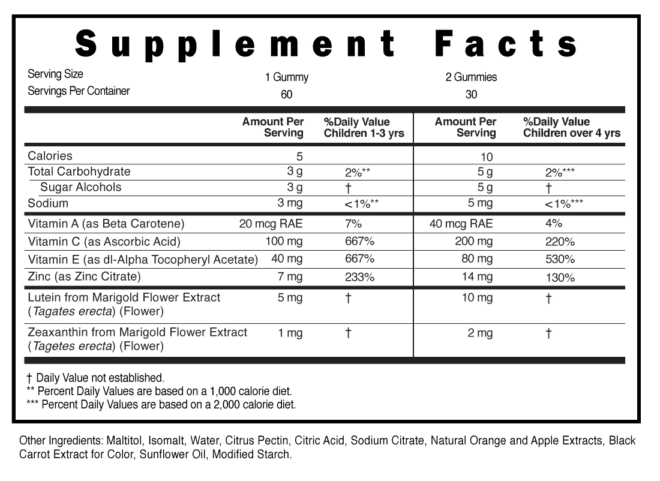 Supplement Facts
Serving Size 1 Gummy 2 Gummies
Servings Per Container 60 30
Amount Per %Daily Value Amount Per %Daily Value
Serving Children 1-3 yrs Serving Children over 4 yrs
Calories 5 10
Total Carbohydrate 3 g 2%** 5 g 2%***
Sugar Alcohols 3 g † 5 g †
Sodium 3 mg <1%** 5 mg <1%***
Vitamin A (as Beta Carotene) 20 mcg RAE 7% 40 mcg RAE 4%
Vitamin C (as Ascorbic Acid) 100 mg 667% 200 mg 220%
Vitamin E (as dl-Alpha Tocopheryl Acetate) 40 mg 667% 80 mg 530%
Zinc (as Zinc Citrate) 7 mg 233% 14 mg 130%
Lutein from Marigold Flower Extract 5 mg † 10 mg †
(Tagates erecta) (Flower)
Zeaxanthin from Marigold Flower Extract 1 mg † 2 mg †
(Tagetes erecta) (Flower)
† Daily Value not established.
** Percent Daily Values are based on a 1,000 calorie diet.
*** Percent Daily Values are based on a 2,000 calorie diet.
Other Ingredients: Maltitol, Isomalt, Water, Citrus Pectin, Citric Acid, Sodium Citrate, Natural Orange and Apple Extracts, Black
Carrot Extract for Color, Sunflower Oil, Modified Starch.